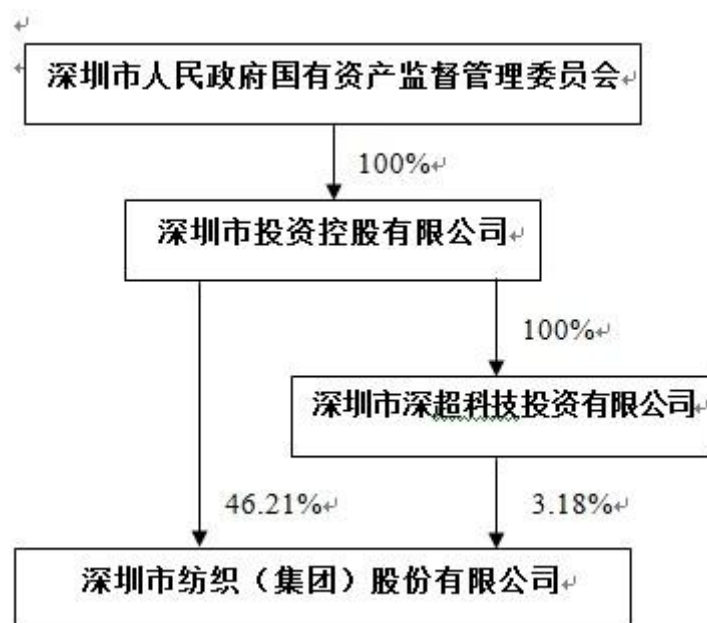 深圳市人民政府国有资产监督管理委员会
100%
深圳市投资控股有限公司
100%
深圳市深超科技投资有限公司
46.21%
3.18%
深圳市纺织（集团）股份有限公司